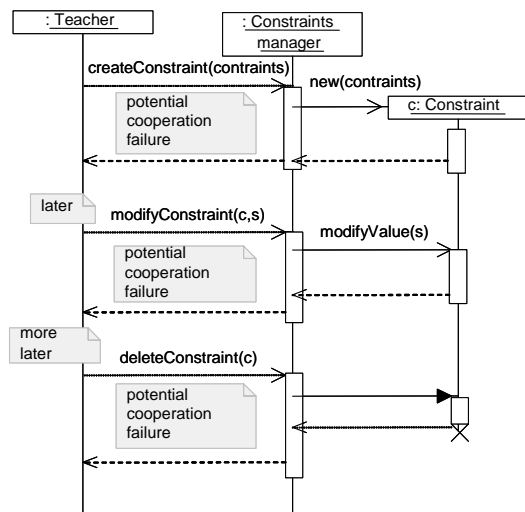 : Teacher
: Constraints
manager
createConstraint(contraints)
new(contraints)
potential
cooperation
failure
c: Constraint
later
modifyConstraint(c,s)
modifyValue(s)
potential
cooperation
failure
more
later
deleteConstraint(c)
potential
cooperation
failure